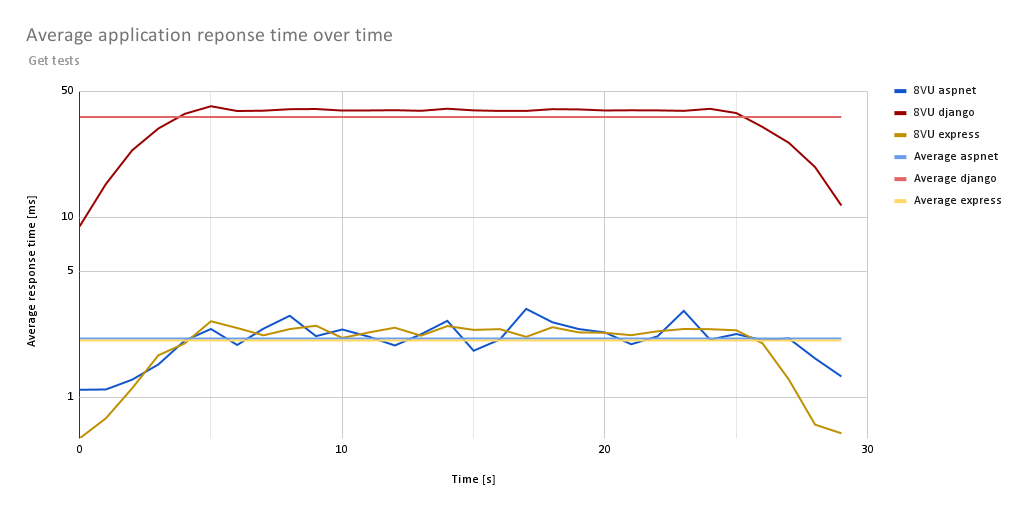 Average application reponse time over time
Get tests
50
10
5
1
Average response time [ms]
0
10
20
30
Time [s]
8VU aspnet
8VU django
8VU express
Average aspnet
Average django
Average express